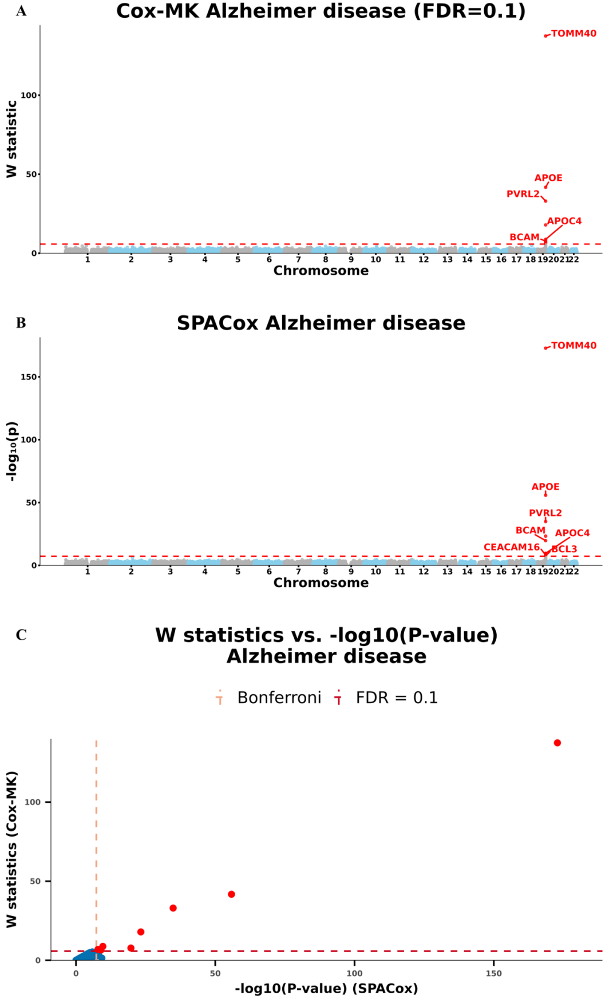 A
Cox-MK Alzheimer disease (FDR=0.1)
TOMM40
100
W statistic
50
APOE
PVRL2
APOC4
BCAM
0
1 2 3 4 5 6 7 8 9 10 11 12 13 14 15 16 17 18 19 20 21 22
Chromosome
B
SPACox Alzheimer disease
TOMM40
150
-log₁₀(p)
100
50
APOE
PVRL2
BCAM
APOC4
CEACAM16
BCL3
0
1 2 3 4 5 6 7 8 9 10 11 12 13 14 15 16 17 18 19 20 21 22
Chromosome
C
W statistics vs. -log10(P-value)
Alzheimer disease
Bonferroni FDR = 0.1
W statistics (Cox-MK)
100
50
0
0 50 100 150
-log10(P-value) (SPACox)